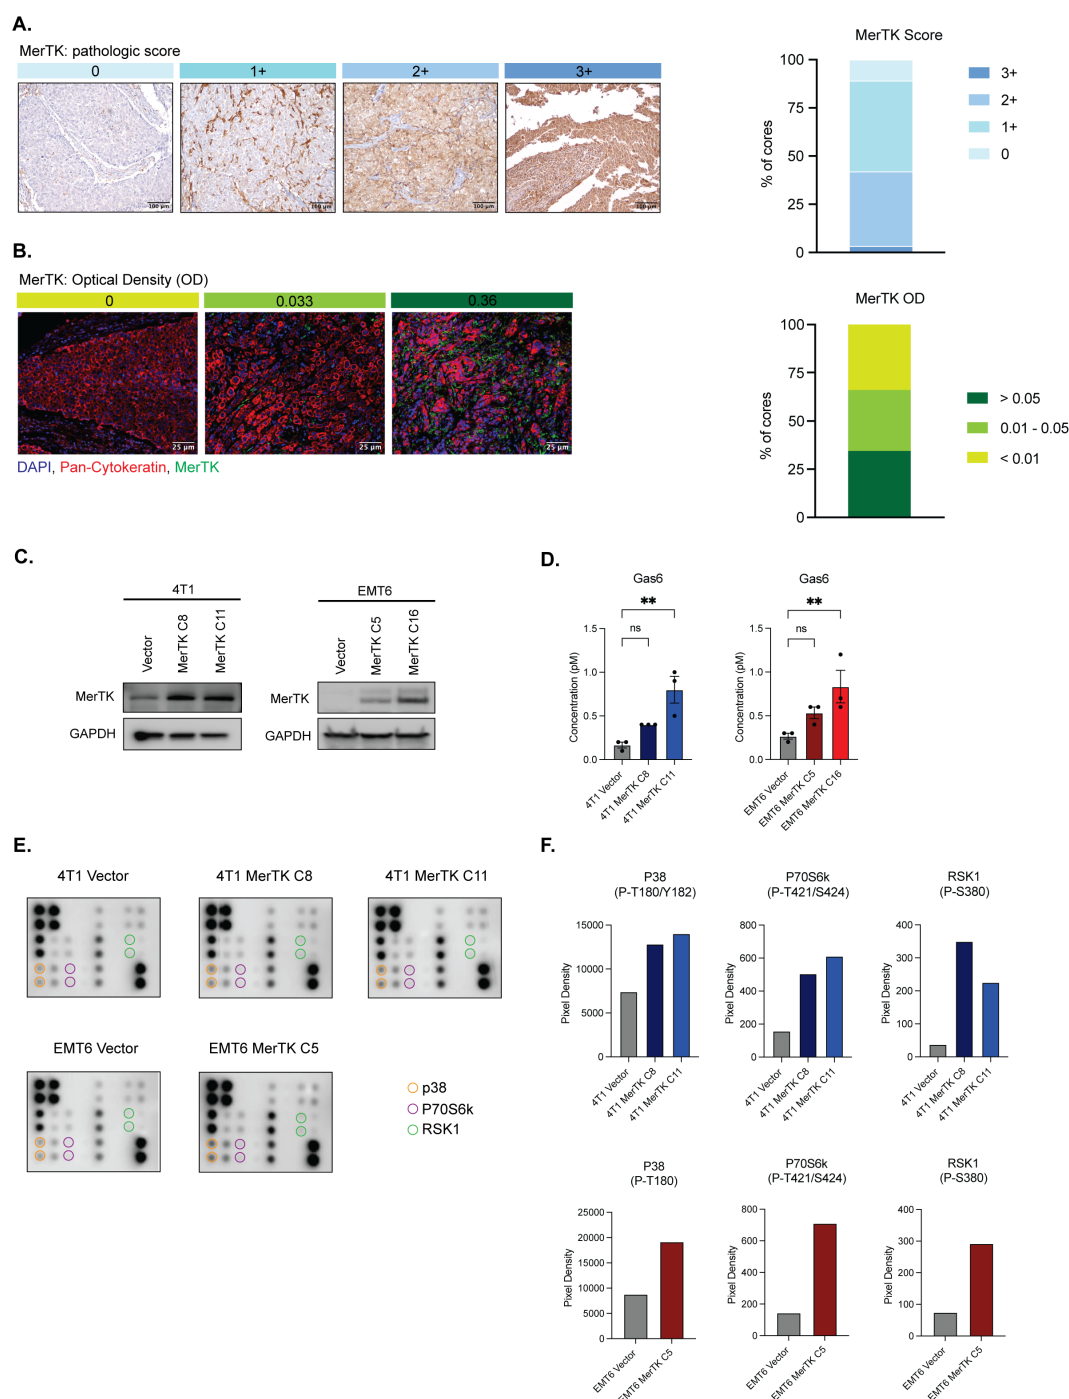 A.
MerTK: pathologic score
0 1+ 2+ 3+
100 µm 100 µm 100 µm 100 µm
MerTK Score
% of cores
100
75
50
25
0
3+
2+
1+
0
B.
MerTK: Optical Density (OD)
0 0.033 0.36
25 µm 25 µm 25 µm
DAPI, Pan-Cytokeratin, MerTK
MerTK OD
% of cores
100
75
50
25
0
> 0.05
0.01 - 0.05
< 0.01
C.
4T1
Vector MerTK C8 MerTK C11
MerTK
GAPDH
EMT6
Vector MerTK C5 MerTK C16
MerTK
GAPDH
D.
Gas6
**
ns
Concentration (pM)
1.5
1.0
0.5
0.0
4T1 Vector
4T1 MerTK C8
4T1 MerTK C11
Gas6
**
ns
Concentration (pM)
1.5
1.0
0.5
0.0
EMT6 Vector
EMT6 MerTK C5
EMT6 MerTK C16
E.
4T1 Vector 4T1 MerTK C8 4T1 MerTK C11
EMT6 Vector EMT6 MerTK C5
p38
P70S6k
RSK1
F.
P38
(P-T180/Y182)
Pixel Density
15000
10000
5000
0
4T1 Vector
4T1 MerTK C8
4T1 MerTK C11
P70S6k
(P-T421/S424)
Pixel Density
800
600
400
200
0
4T1 Vector
4T1 MerTK C8
4T1 MerTK C11
RSK1
(P-S380)
Pixel Density
400
300
200
100
0
4T1 Vector
4T1 MerTK C8
4T1 MerTK C11
P38
(P-T180)
Pixel Density
25000
20000
15000
10000
5000
0
EMT6 Vector
EMT6 MerTK C5
P70S6k
(P-T421/S424)
Pixel Density
800
600
400
200
0
EMT6 Vector
EMT6 MerTK C5
RSK1
(P-S380)
Pixel Density
400
300
200
100
0
EMT6 Vector
EMT6 MerTK C5